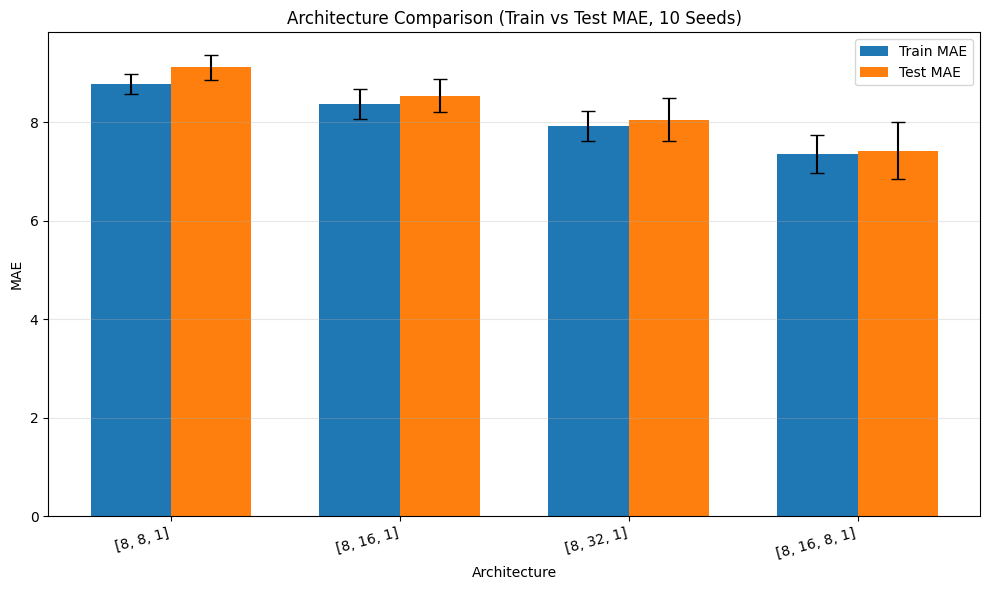 Architecture Comparison (Train vs Test MAE, 10 Seeds)
Train MAE
Test MAE
MAE
8
6
4
2
0
[8, 8, 1]
[8, 16, 1]
[8, 32, 1]
[8, 16, 8, 1]
Architecture